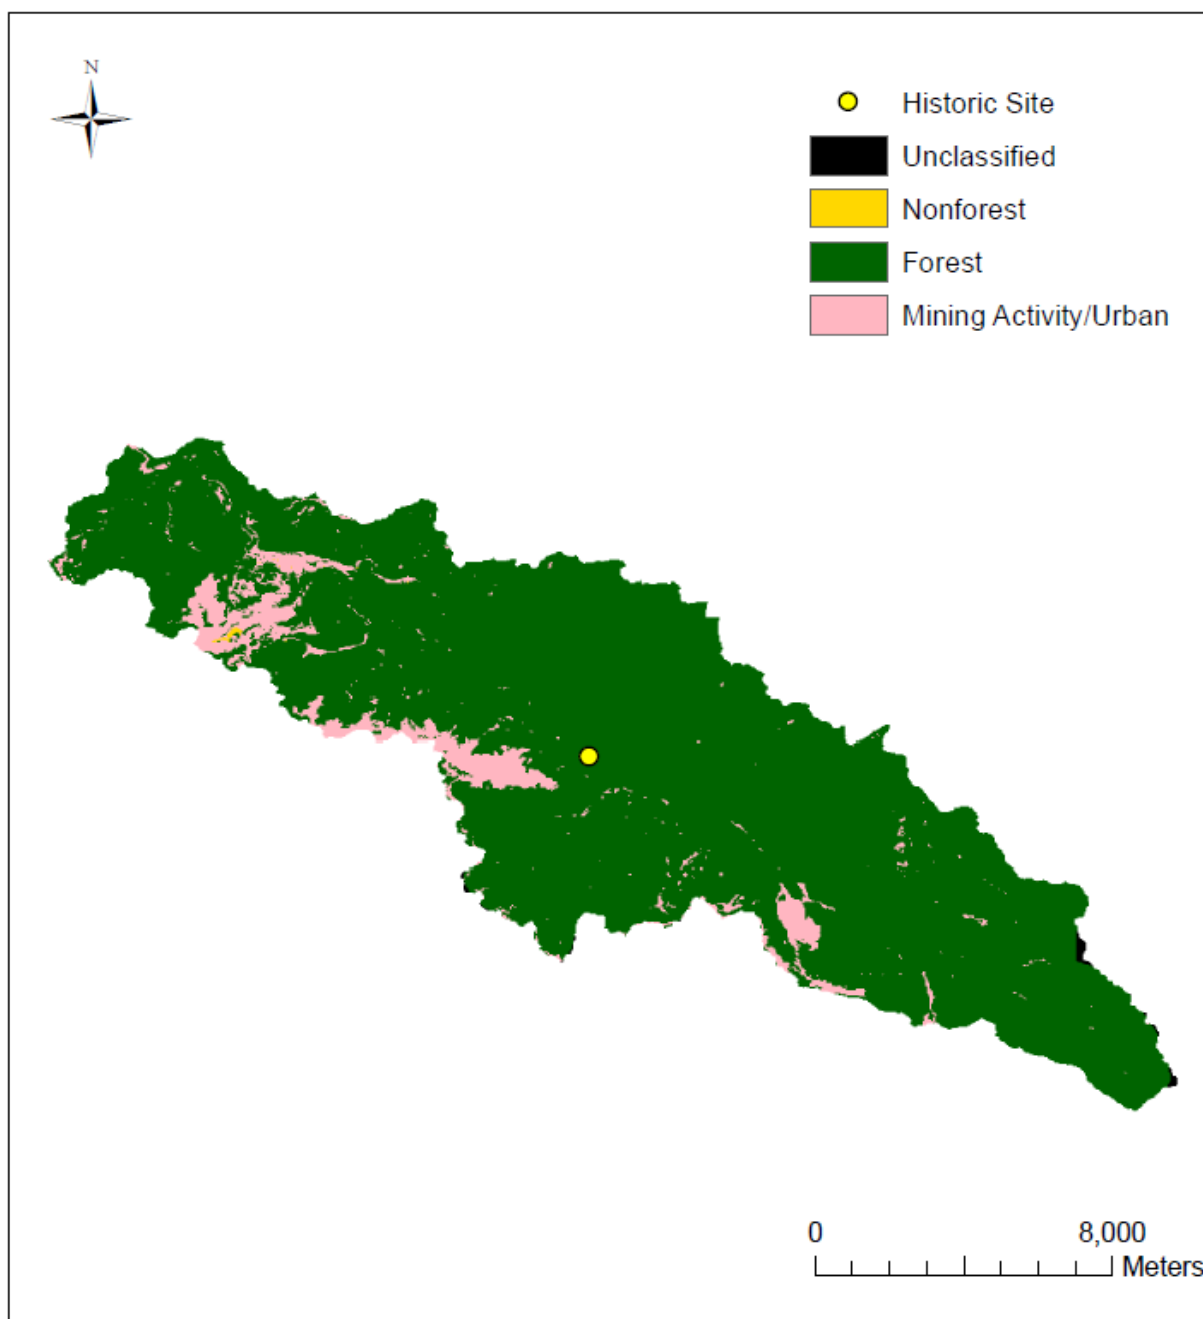 N
Historic Site
Unclassified
Nonforest
Forest
Mining Activity/Urban
0 8,000
Meters